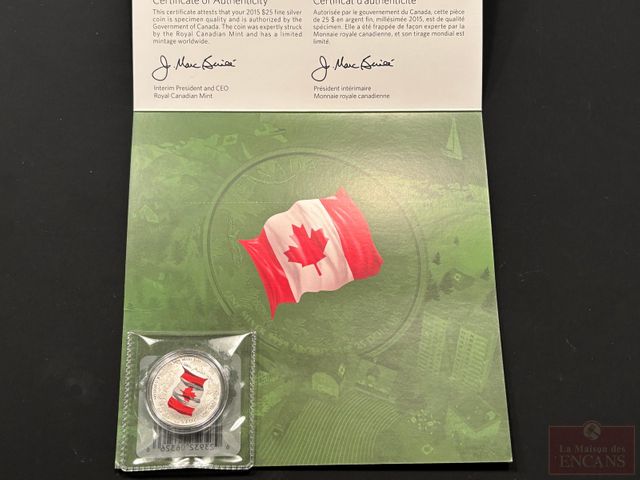 Certificate of Authenticity
This certificate attests that your 2015 $25 fine silver
coin is specimen quality and is authorized by the
Government of Canada. The coin was expertly struck
by the Royal Canadian Mint and has a limited
mintage worldwide.
J. Marc Brûlé
Interim President and CEO
Royal Canadian Mint
Certificat d'authenticité
Autorisée par le gouvernement du Canada, cette pièce
de 25 $ en argent fin, millésimée 2015, est de qualité
spécimen. Elle a été frappée de façon experte par la
Monnaie royale canadienne, et son tirage mondial est
limité.
J. Marc Brûlé
Président intérimaire
Monnaie royale canadienne
La Maison des
ENCANS